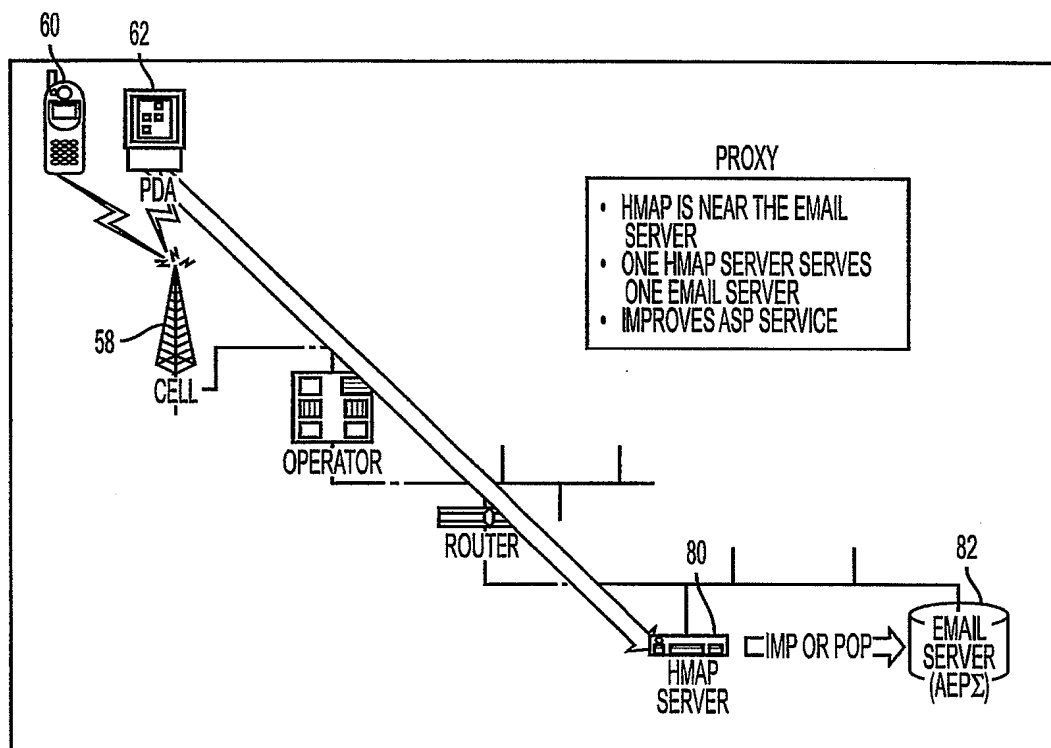 60
62
PROXY
• HMAP IS NEAR THE EMAIL
SERVER
• ONE HMAP SERVER SERVES
ONE EMAIL SERVER
• IMPROVES ASP SERVICE
PDA
58
CELL
OPERATOR
ROUTER
80
82
HMAP
SERVER
IMP OR POP
EMAIL
SERVER
(AEPΣ)